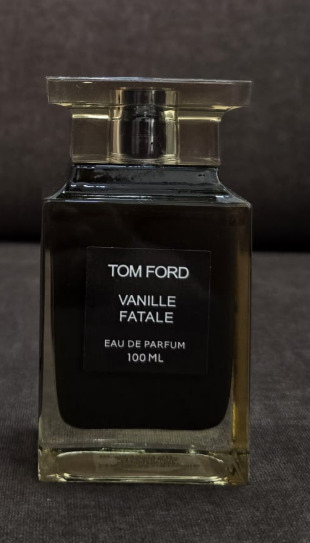 TOM FORD
VANILLE
FATALE
EAU DE PARFUM
100 ML